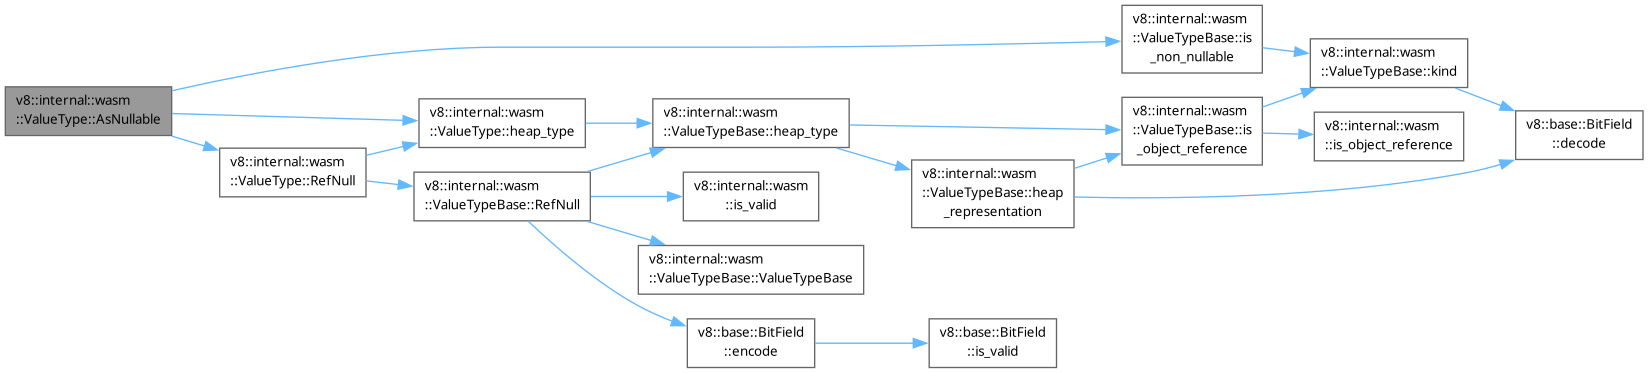 v8::internal::wasm
::ValueType::AsNullable
v8::internal::wasm
::ValueType::heap_type
v8::internal::wasm
::ValueType::RefNull
v8::internal::wasm
::ValueTypeBase::RefNull
v8::internal::wasm
::ValueTypeBase::heap_type
v8::internal::wasm
::is_valid
v8::internal::wasm
::ValueTypeBase::ValueTypeBase
v8::base::BitField
::encode
v8::internal::wasm
::ValueTypeBase::heap
_representation
v8::base::BitField
::is_valid
v8::internal::wasm
::ValueTypeBase::is
_non_nullable
v8::internal::wasm
::ValueTypeBase::is
_object_reference
v8::internal::wasm
::ValueTypeBase::kind
v8::internal::wasm
::is_object_reference
v8::base::BitField
::decode